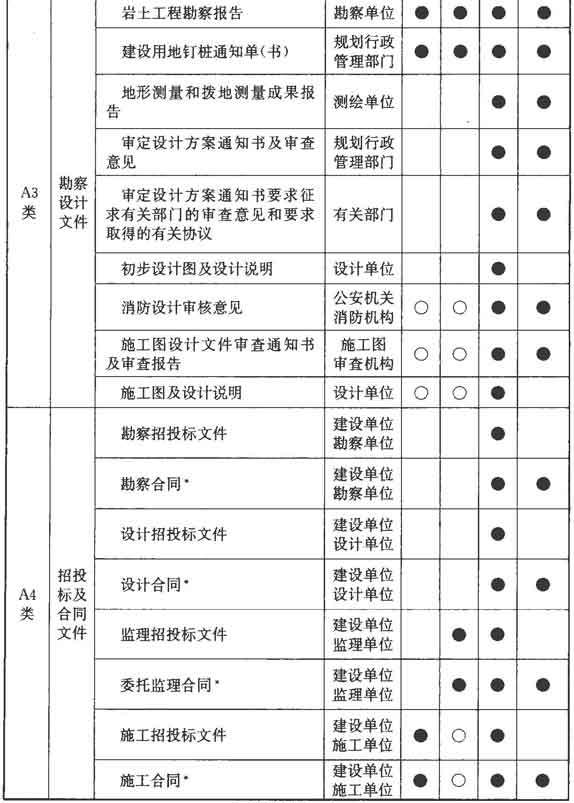 岩土工程勘察报告 勘察单位 ● ● ● ●
建设用地钉桩通知单(书) 规划行政管理部门 ● ● ● ●
地形测量和拨地测量成果报告 测绘单位 ● ●
审定设计方案通知书及审查意见 规划行政管理部门 ● ●
A3类 勘察设计文件
审定设计方案通知书要求征求有关部门的审查意见和要求取得的有关协议 有关部门 ● ●
初步设计图及设计说明 设计单位 ●
消防设计审核意见 公安机关消防机构 ○ ○ ● ●
施工图设计文件审查通知书及审查报告 施工图审查机构 ○ ○ ● ●
施工图及设计说明 设计单位 ○ ○ ●
勘察招投标文件 建设单位勘察单位 ●
勘察合同* 建设单位勘察单位 ● ●
设计招投标文件 建设单位设计单位 ●
A4类 招投标及合同文件
设计合同* 建设单位设计单位 ● ●
监理招投标文件 建设单位监理单位 ● ●
委托监理合同* 建设单位监理单位 ● ● ●
施工招投标文件 建设单位施工单位 ● ○ ●
施工合同* 建设单位施工单位 ● ○ ● ●